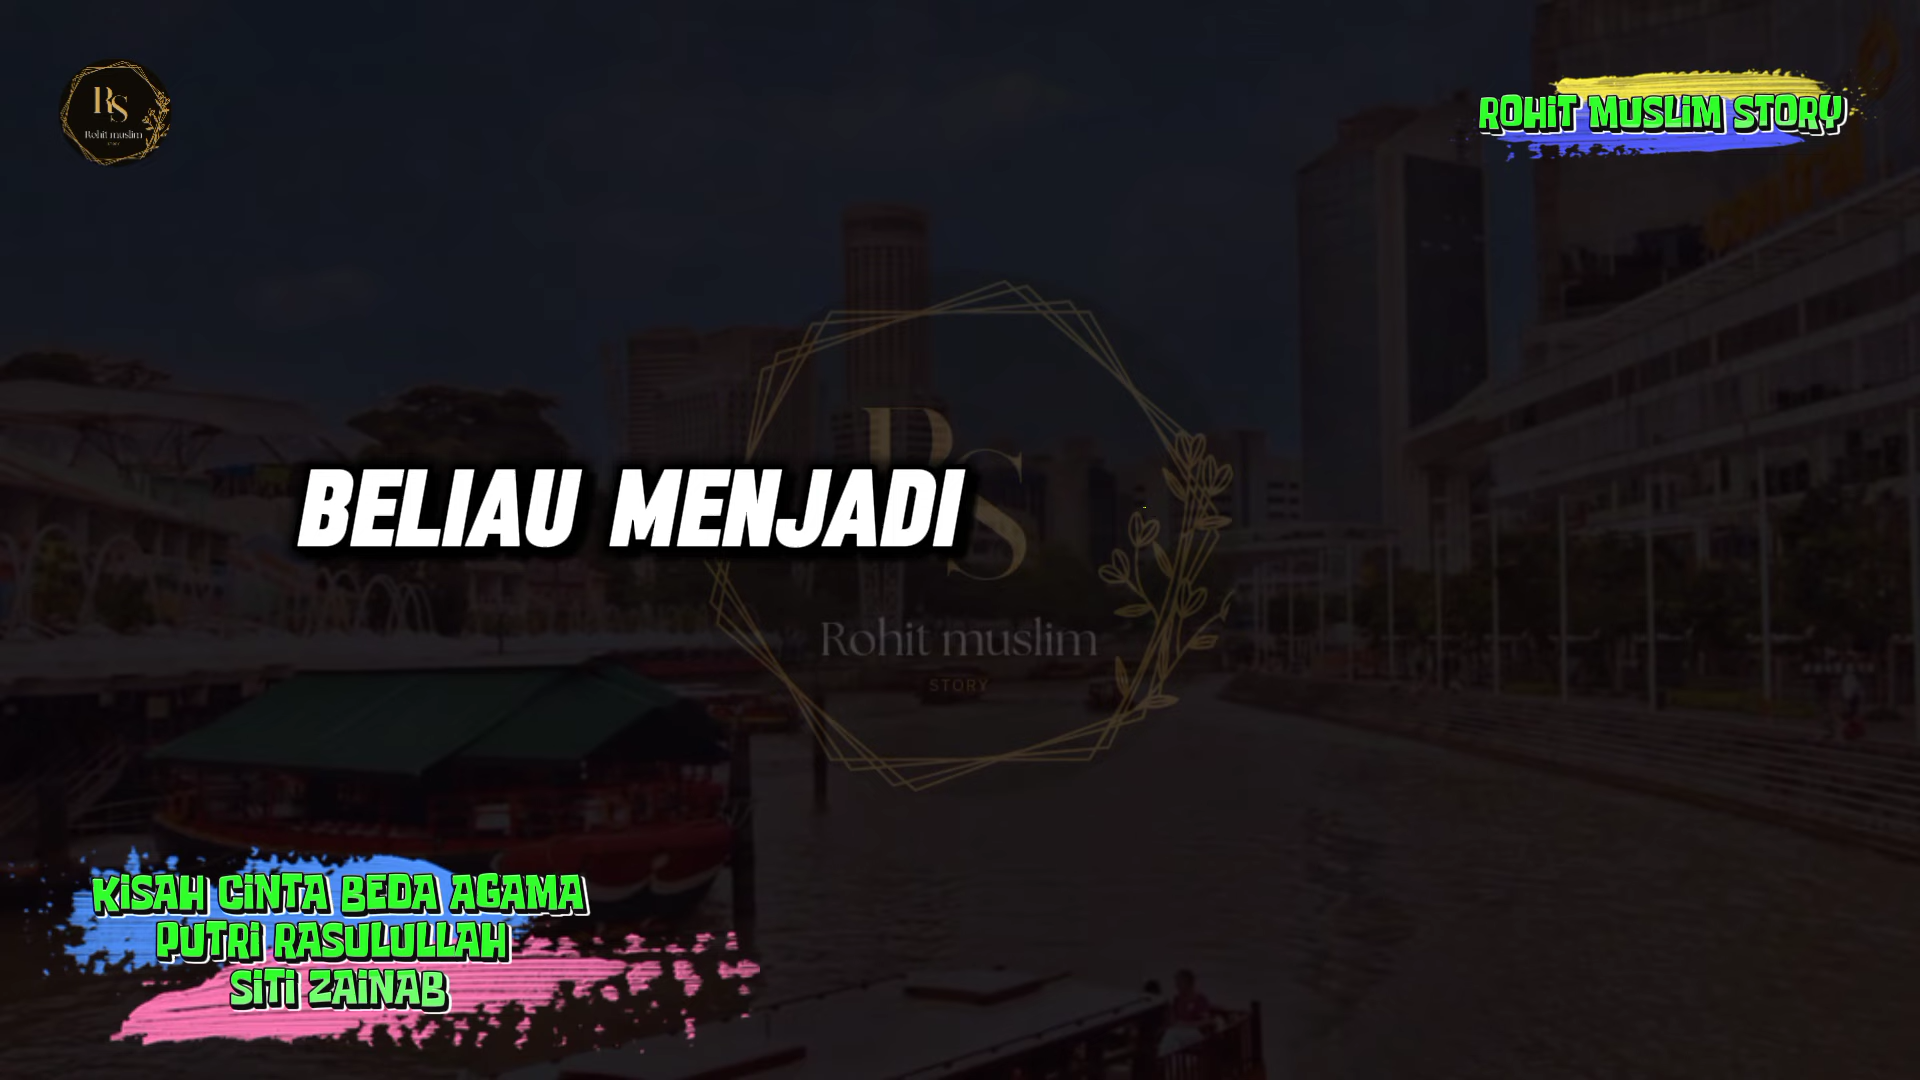 RS
Rohit muslim
STORY
ROHiT MUSLiM STORY
central
BELIAU MENJADI
RS
Rohit muslim
STORY
KiSAH CiNTA BEDA AGAMA
PUTRi RASULULLAH
SiTi ZAiNAB